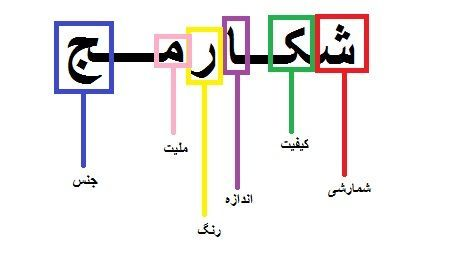 شکارمج
شمارشی
کیفیت
اندازه
رنگ
ملیت
جنس